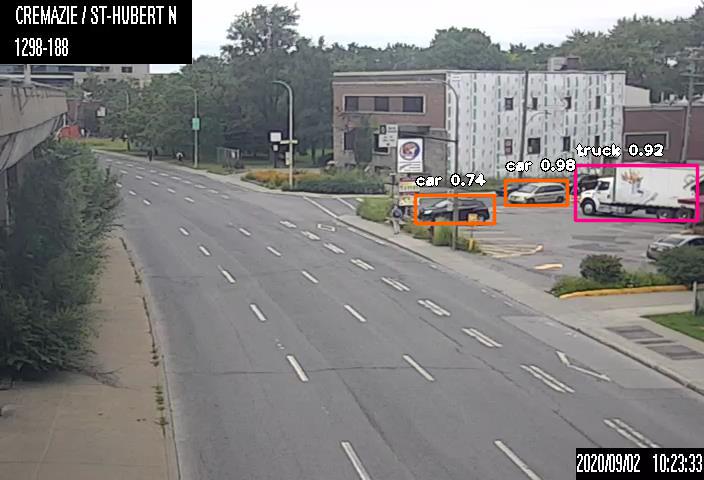 CREMAZIE / ST-HUBERT N
1298-188
truck 0.92
car 0.98
car 0.74
2020/09/02 10:23:33